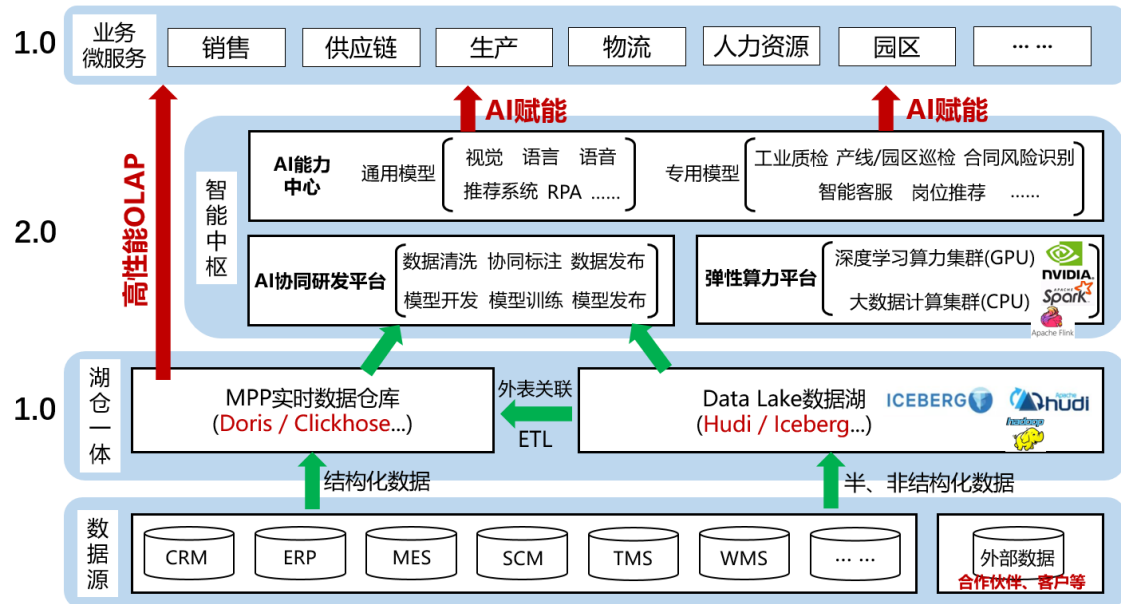 1.0
业务
微服务
销售
供应链
生产
物流
人力资源
园区
... ...
AI赋能
AI赋能
高性能OLAP
2.0
智能中枢
AI能力
中心
通用模型
视觉 语言 语音
推荐系统 RPA ......
专用模型
工业质检 产线/园区巡检 合同风险识别
智能客服 岗位推荐 ......
AI协同研发平台
数据清洗 协同标注 数据发布
模型开发 模型训练 模型发布
弹性算力平台
深度学习算力集群(GPU)
大数据计算集群(CPU)
NVIDIA.
APACHE
Spark
Apache Flink
1.0
湖仓一体
MPP实时数据仓库
(Doris / Clickhose...)
外表关联
ETL
Data Lake数据湖
(Hudi / Iceberg...)
ICEBERG
Apache
hudi
hadoop
结构化数据
半、非结构化数据
数据源
CRM
ERP
MES
SCM
TMS
WMS
... ...
外部数据
合作伙伴、客户等